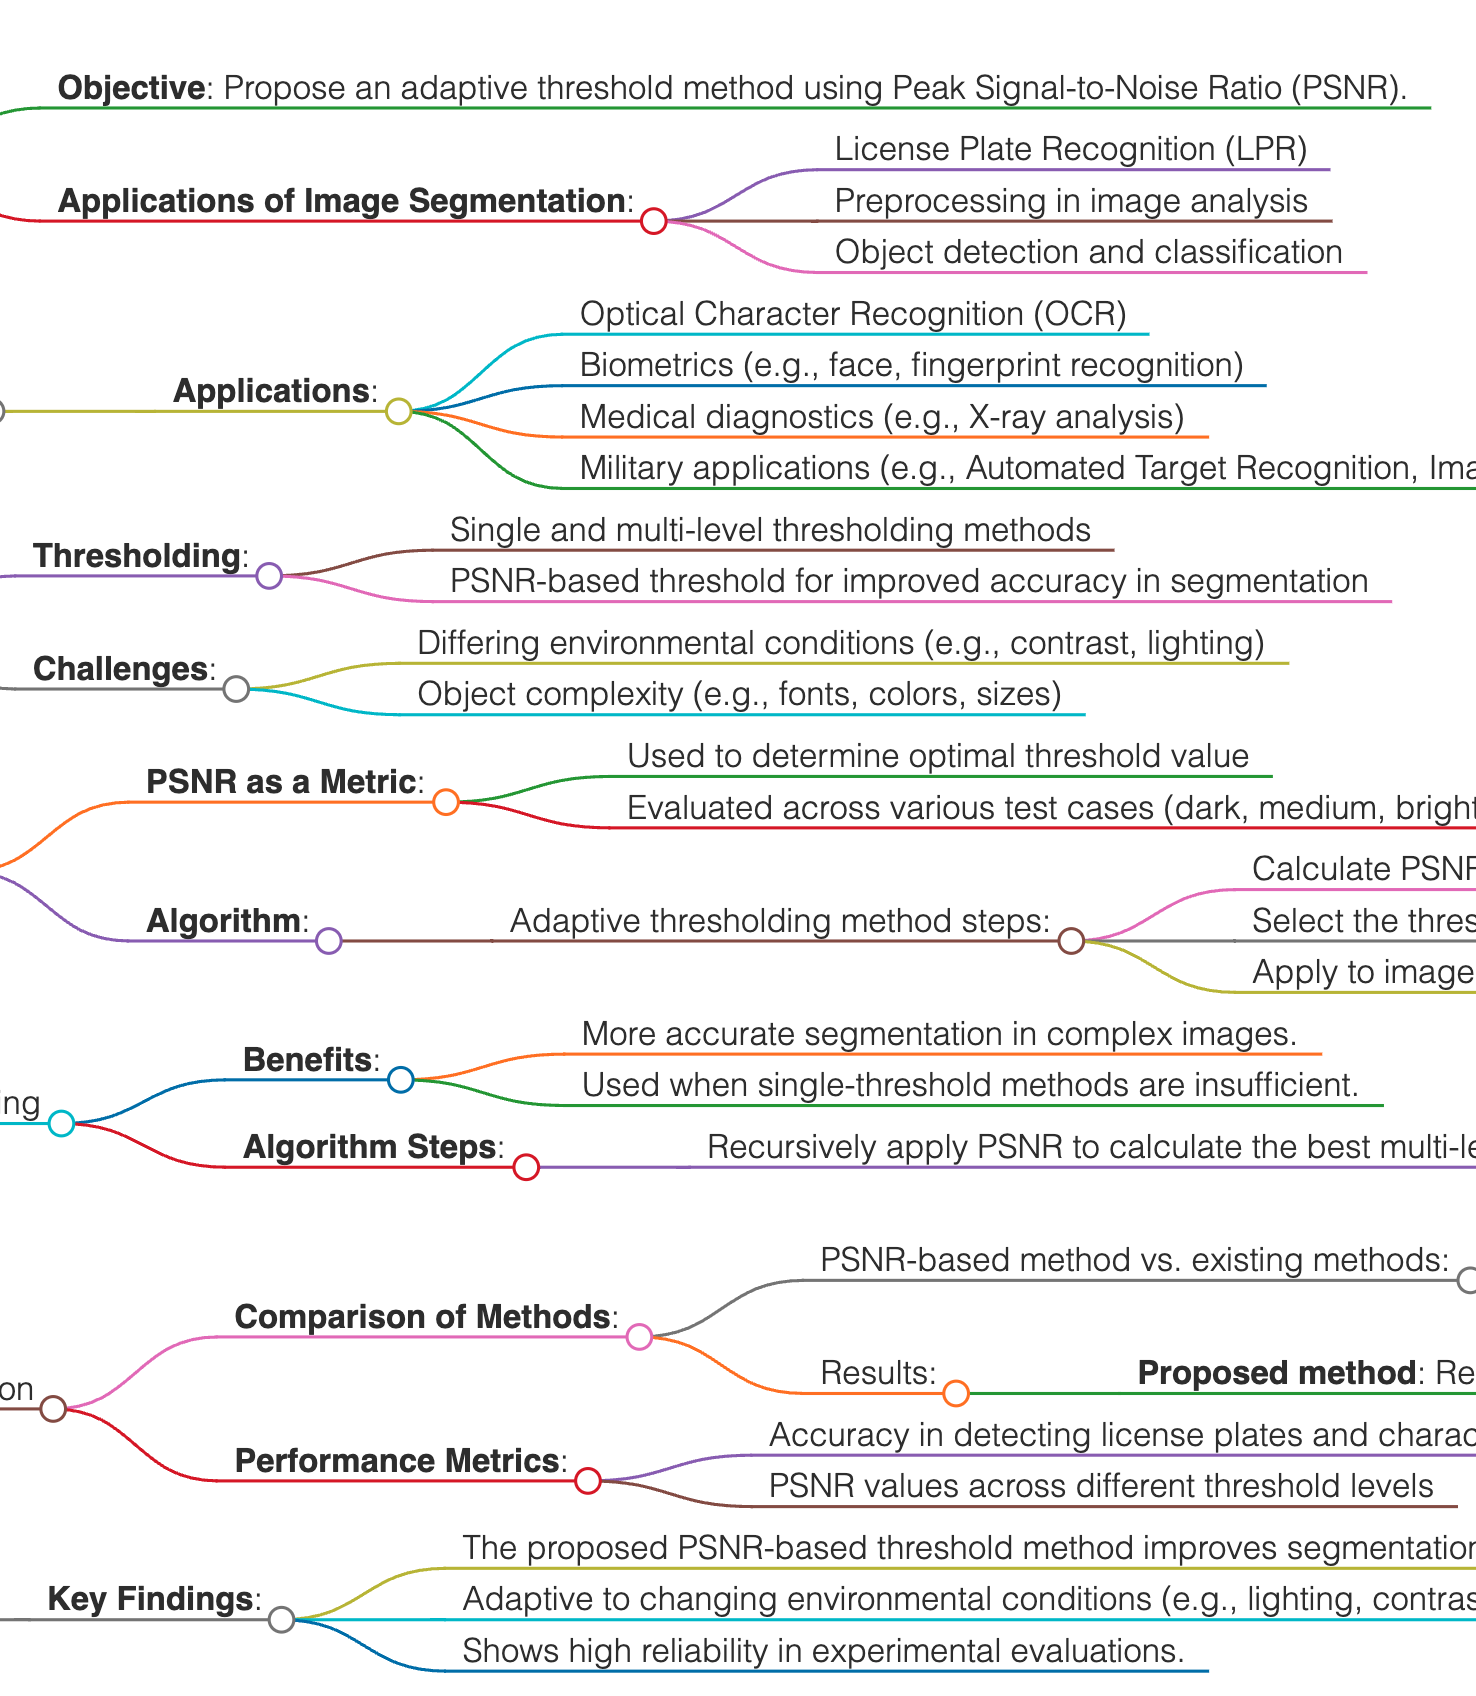 Objective: Propose an adaptive threshold method using Peak Signal-to-Noise Ratio (PSNR).
Applications of Image Segmentation:
License Plate Recognition (LPR)
Preprocessing in image analysis
Object detection and classification
Applications:
Optical Character Recognition (OCR)
Biometrics (e.g., face, fingerprint recognition)
Medical diagnostics (e.g., X-ray analysis)
Military applications (e.g., Automated Target Recognition, Ima
Thresholding:
Single and multi-level thresholding methods
PSNR-based threshold for improved accuracy in segmentation
Challenges:
Differing environmental conditions (e.g., contrast, lighting)
Object complexity (e.g., fonts, colors, sizes)
PSNR as a Metric:
Used to determine optimal threshold value
Evaluated across various test cases (dark, medium, bright
Algorithm:
Adaptive thresholding method steps:
Calculate PSNR
Select the thres
Apply to image
ing
Benefits:
More accurate segmentation in complex images.
Used when single-threshold methods are insufficient.
Algorithm Steps:
Recursively apply PSNR to calculate the best multi-le
on
Comparison of Methods:
PSNR-based method vs. existing methods:
Results:
Proposed method: Re
Performance Metrics:
Accuracy in detecting license plates and charac
PSNR values across different threshold levels
Key Findings:
The proposed PSNR-based threshold method improves segmentation
Adaptive to changing environmental conditions (e.g., lighting, contras
Shows high reliability in experimental evaluations.